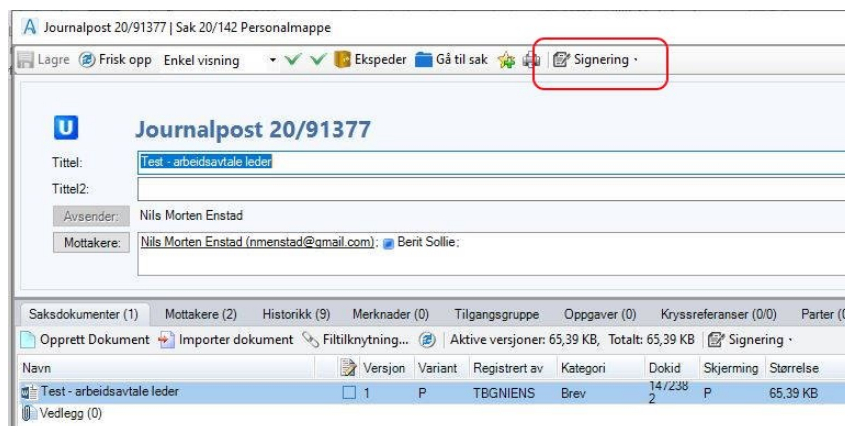 Journalpost 20/91377 | Sak 20/142 Personalmappe
Lagre Frisk opp Enkel visning Ekspeder Gå til sak Signering
U Journalpost 20/91377
Tittel: Test - arbeidsavtale leder
Tittel2:
Avsender: Nils Morten Enstad
Mottakere: Nils Morten Enstad (nmenstad@gmail.com); Berit Sollie;
Saksdokumenter (1) Mottakere (2) Historikk (9) Merknader (0) Tilgangsgruppe Oppgaver (0) Kryssreferanser (0/0) Parter (0
Opprett Dokument Importer dokument Filtilknytning... Aktive versjoner: 65,39 KB, Totalt: 65,39 KB Signering
Navn Versjon Variant Registrert av Kategori Dokid Skjerming Størrelse
Test - arbeidsavtale leder 1 P TBGNIENS Brev 147238 2 P 65,39 KB
Vedlegg (0)